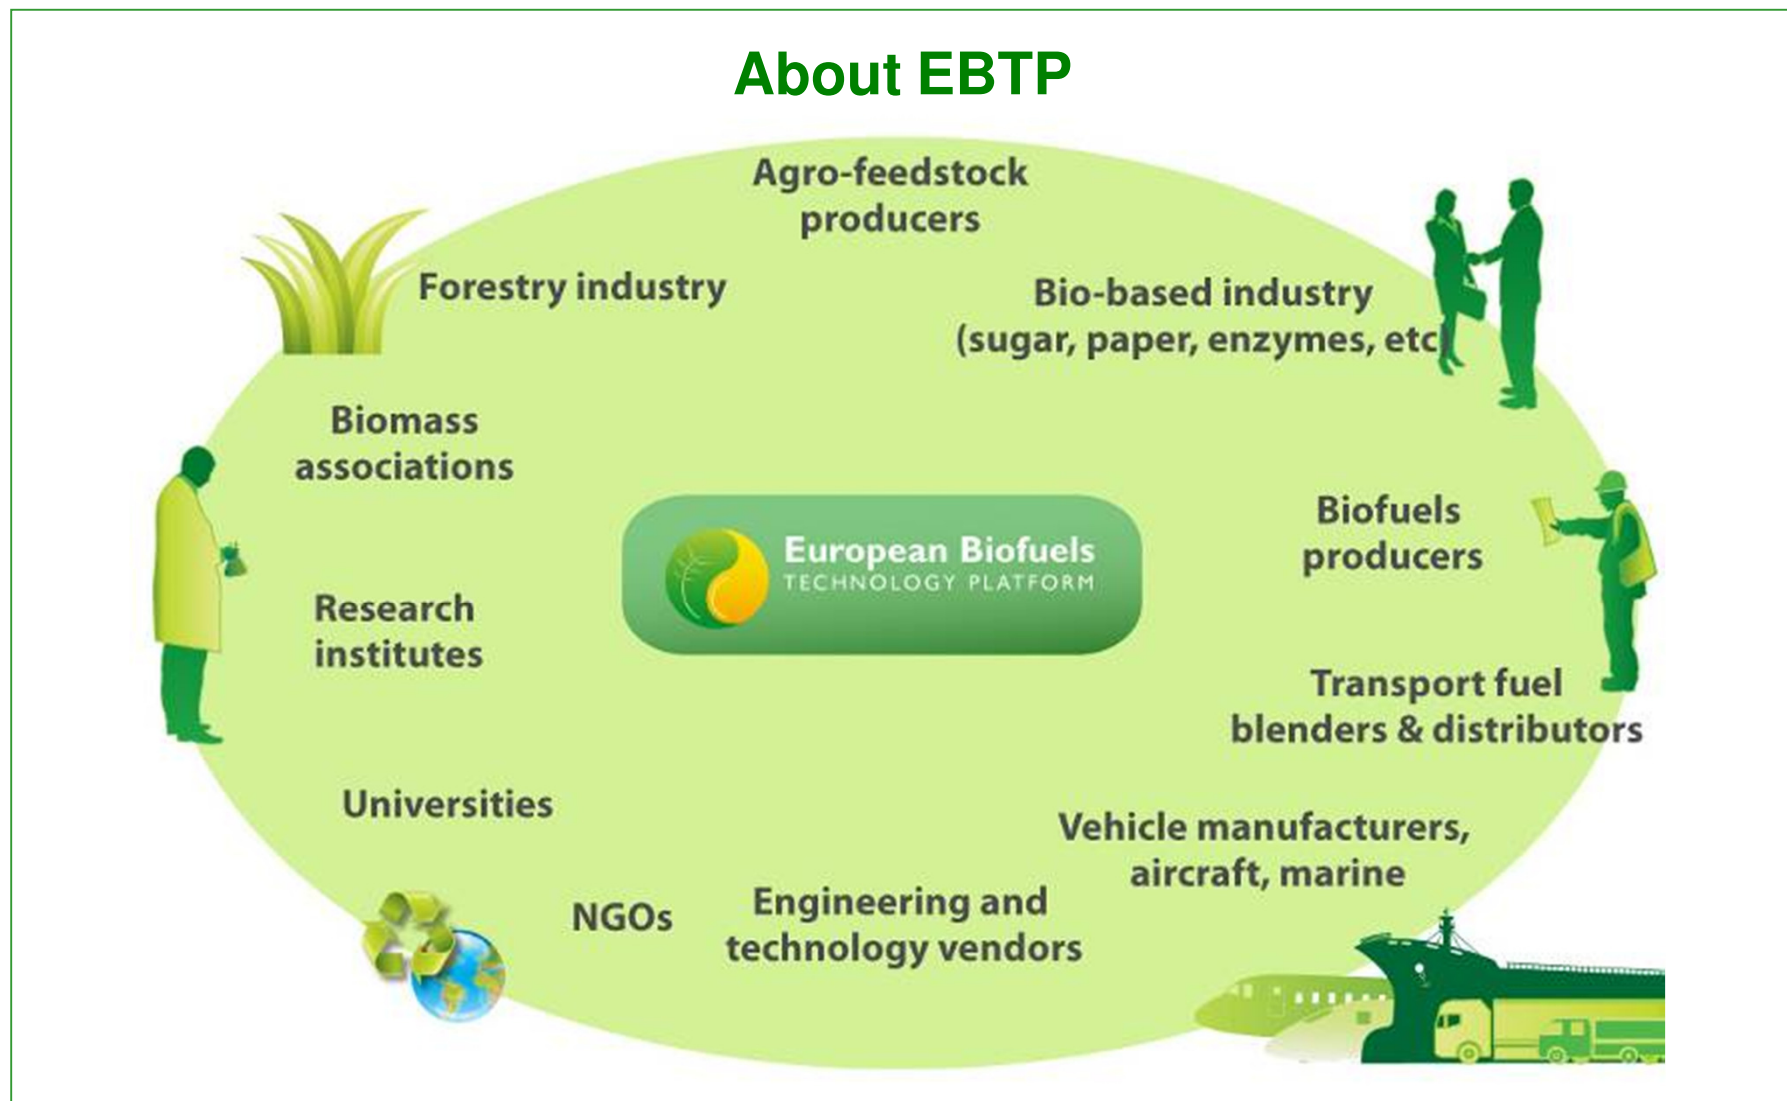 About EBTP
Agro-feedstock
producers
Forestry industry
Bio-based industry
(sugar, paper, enzymes, etc)
Biomass
associations
Biofuels
producers
European Biofuels
TECHNOLOGY PLATFORM
Research
institutes
Transport fuel
blenders & distributors
Universities
Vehicle manufacturers,
aircraft, marine
NGOs
Engineering and
technology vendors